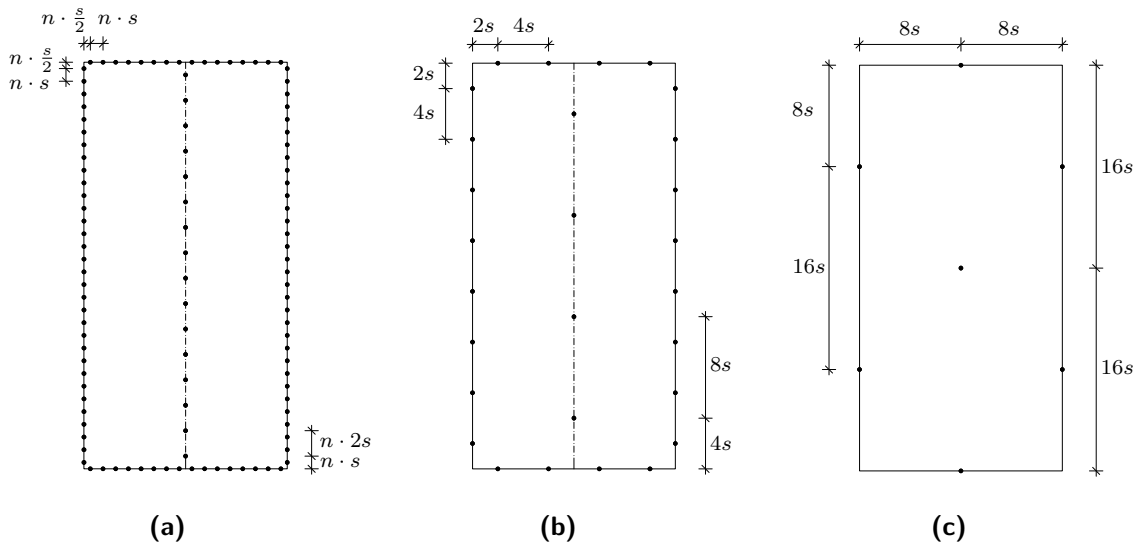 n · s/2 n · s
n · s/2
n · s
n · 2s
n · s
(a)
2s 4s
2s
4s
8s
4s
(b)
8s 8s
8s
16s
16s
16s
(c)